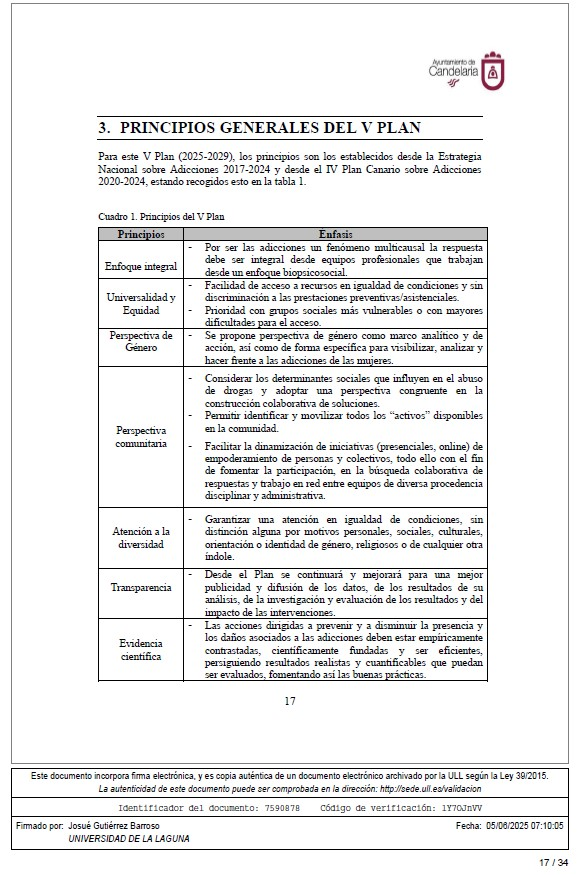 Ayuntamiento de
Candelaria
3. PRINCIPIOS GENERALES DEL V PLAN
Para este V Plan (2025-2029), los principios son los establecidos desde la Estrategia
Nacional sobre Adicciones 2017-2024 y desde el IV Plan Canario sobre Adicciones
2020-2024, estando recogidos esto en la tabla 1.
Cuadro 1. Principios del V Plan
Principios Énfasis
Enfoque integral
- Por ser las adicciones un fenómeno multicausal la respuesta
debe ser integral desde equipos profesionales que trabajan
desde un enfoque biopsicosocial.
Universalidad y
Equidad
- Facilidad de acceso a recursos en igualdad de condiciones y sin
discriminación a las prestaciones preventivas/asistenciales.
- Prioridad con grupos sociales más vulnerables o con mayores
dificultades para el acceso.
Perspectiva de
Género
- Se propone perspectiva de género como marco analítico y de
acción, así como de forma específica para visibilizar, analizar y
hacer frente a las adicciones de las mujeres.
Perspectiva
comunitaria
- Considerar los determinantes sociales que influyen en el abuso
de drogas y adoptar una perspectiva congruente en la
construcción colaborativa de soluciones.
- Permitir identificar y movilizar todos los “activos” disponibles
en la comunidad.
- Facilitar la dinamización de iniciativas (presenciales, online) de
empoderamiento de personas y colectivos, todo ello con el fin
de fomentar la participación, en la búsqueda colaborativa de
respuestas y trabajo en red entre equipos de diversa procedencia
disciplinar y administrativa.
Atención a la
diversidad
- Garantizar una atención en igualdad de condiciones, sin
distinción alguna por motivos personales, sociales, culturales,
orientación o identidad de género, religiosos o de cualquier otra
índole.
Transparencia
- Desde el Plan se continuará y mejorará para una mejor
publicidad y difusión de los datos, de los resultados de su
análisis, de la investigación y evaluación de los resultados y del
impacto de las intervenciones.
Evidencia
científica
- Las acciones dirigidas a prevenir y a disminuir la presencia y
los daños asociados a las adicciones deben estar empíricamente
contrastadas, científicamente fundadas y ser eficientes,
persiguiendo resultados realistas y cuantificables que puedan
ser evaluados, fomentando así las buenas prácticas.
17
Este documento incorpora firma electrónica, y es copia auténtica de un documento electrónico archivado por la ULL según la Ley 39/2015.
La autenticidad de este documento puede ser comprobada en la dirección: http://sede.ull.es/validacion
Identificador del documento: 7590878 Código de verificación: 1Y7OJnVV
Firmado por: Josué Gutiérrez Barroso Fecha: 05/06/2025 07:10:05
UNIVERSIDAD DE LA LAGUNA
17 / 34